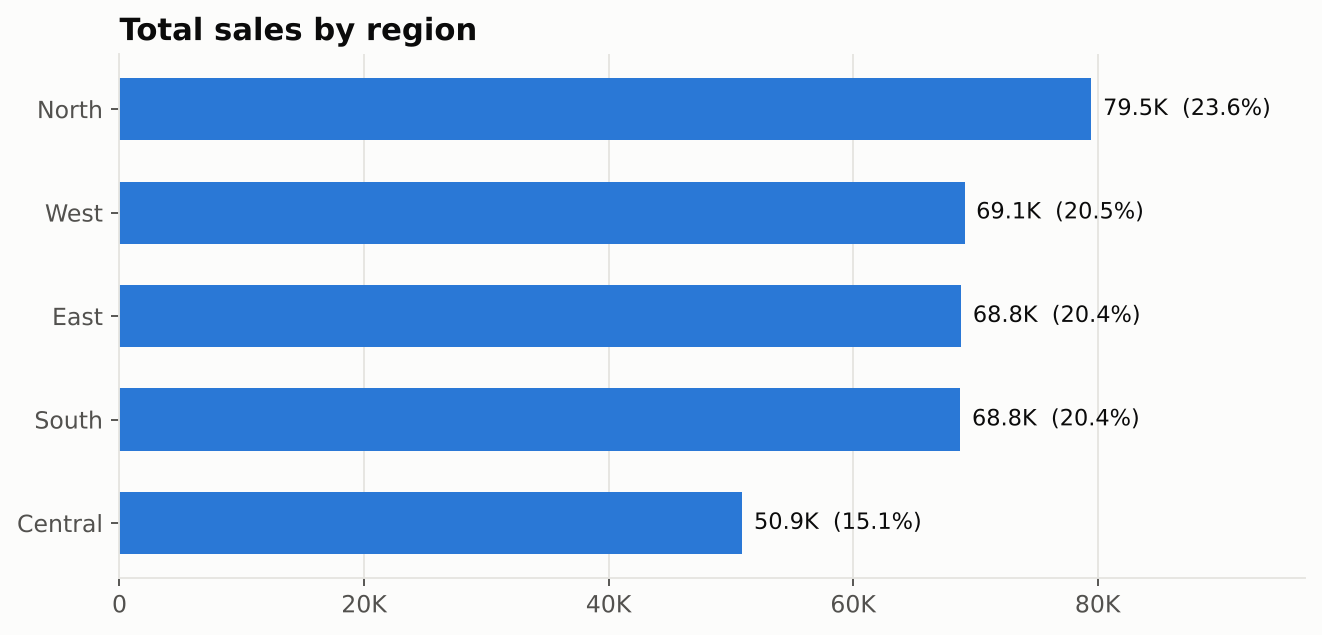 Total sales by region
North 79.5K (23.6%)
West 69.1K (20.5%)
East 68.8K (20.4%)
South 68.8K (20.4%)
Central 50.9K (15.1%)
0 20K 40K 60K 80K